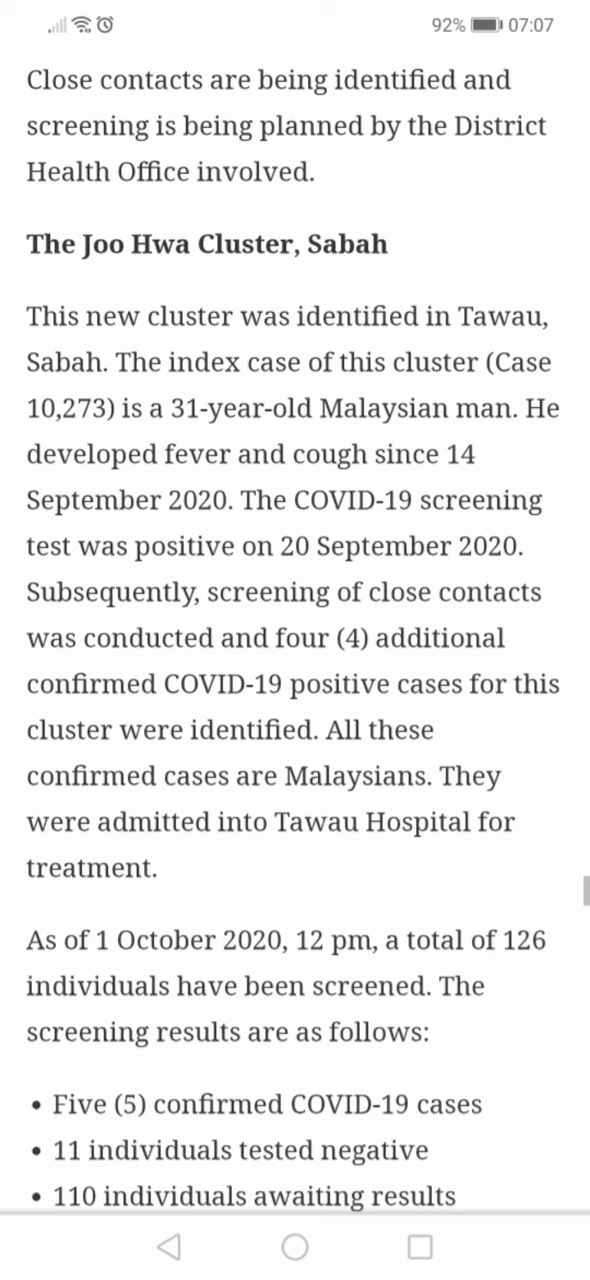 92% 07:07
Close contacts are being identified and
screening is being planned by the District
Health Office involved.
The Joo Hwa Cluster, Sabah
This new cluster was identified in Tawau,
Sabah. The index case of this cluster (Case
10,273) is a 31-year-old Malaysian man. He
developed fever and cough since 14
September 2020. The COVID-19 screening
test was positive on 20 September 2020.
Subsequently, screening of close contacts
was conducted and four (4) additional
confirmed COVID-19 positive cases for this
cluster were identified. All these
confirmed cases are Malaysians. They
were admitted into Tawau Hospital for
treatment.
As of 1 October 2020, 12 pm, a total of 126
individuals have been screened. The
screening results are as follows:
• Five (5) confirmed COVID-19 cases
• 11 individuals tested negative
• 110 individuals awaiting results